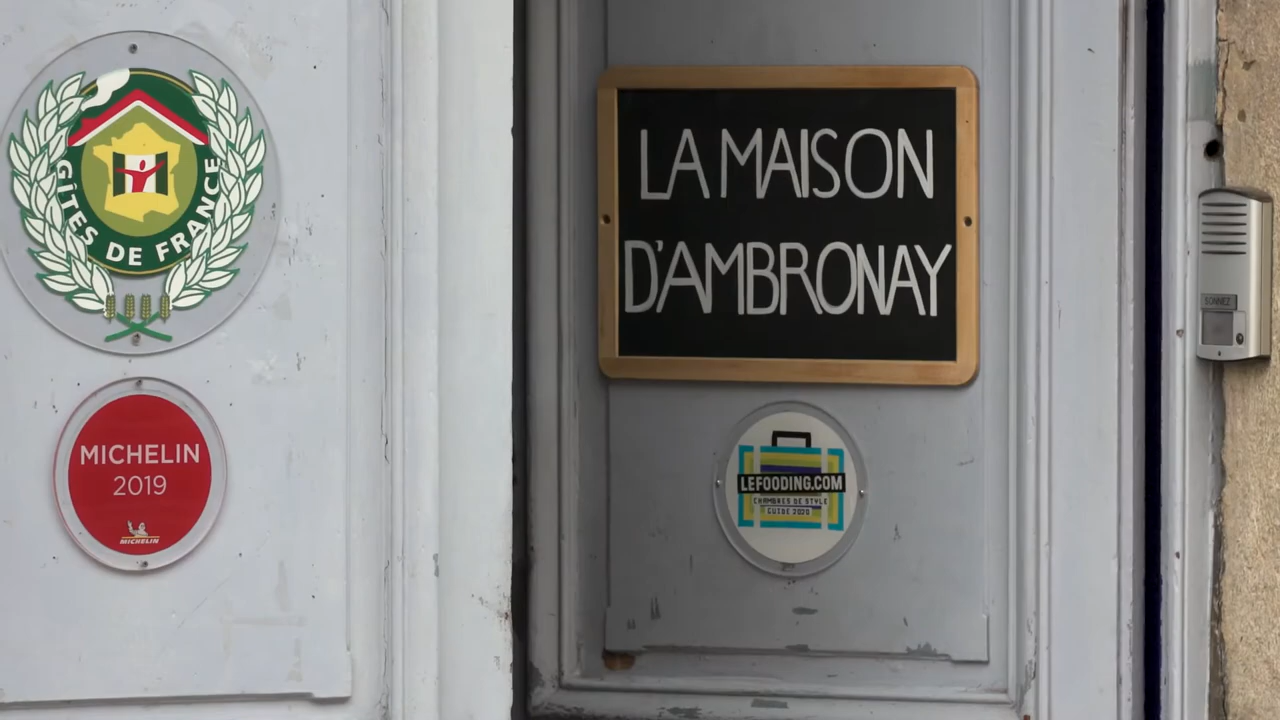 GÎTES DE FRANCE
MICHELIN
2019
MICHELIN
LA MAISON
D'AMBRONAY
LEFOODING.COM
CHAMBRES DE STYLE
GUIDE 2020
SONNEZ